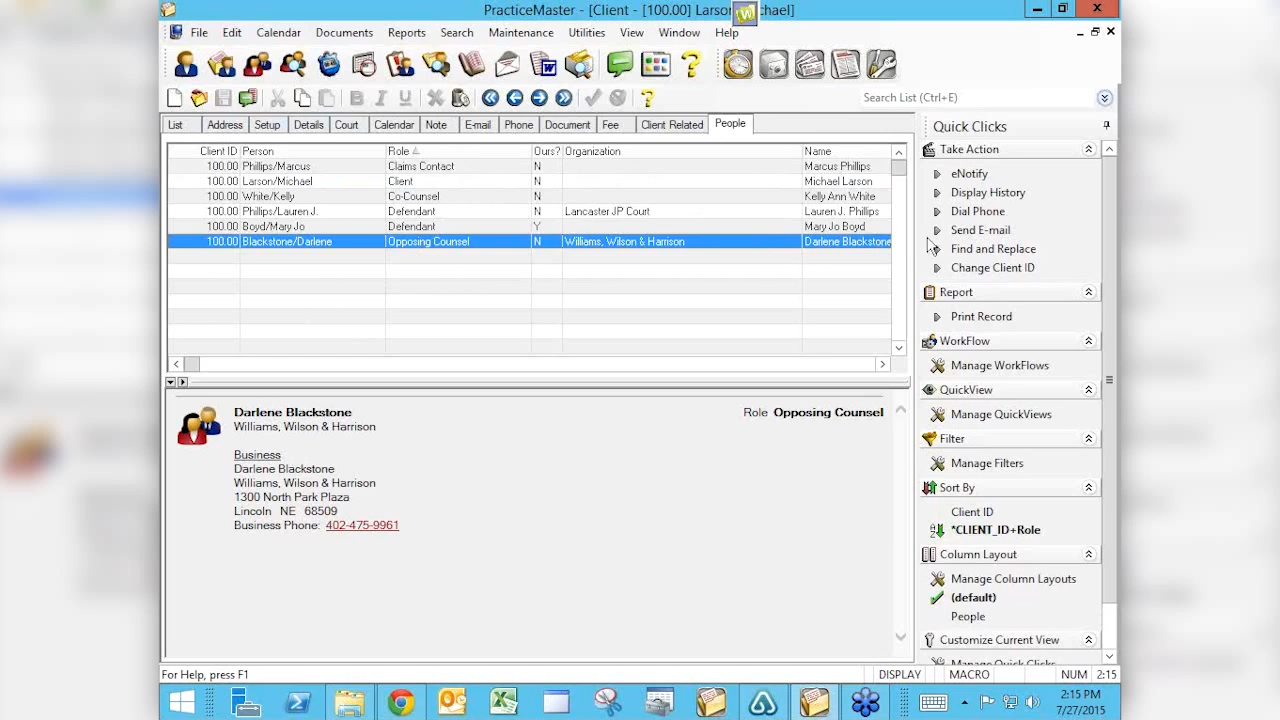 PracticeMaster - [Client - [100.00] Larso hael]
File Edit Calendar Documents Reports Search Maintenance Utilities View Window Help
Search List (Ctrl+E)
List Address Setup Details Court Calendar Note E-mail Phone Document Fee Client Related People
Client ID Person Role Ours? Organization Name
100.00 Phillips/Marcus Claims Contact N Marcus Phillips
100.00 Larson/Michael Client N Michael Larson
100.00 White/Kelly Co-Counsel N Kelly Ann White
100.00 Phillips/Lauren J. Defendant N Lancaster JP Court Lauren J. Phillips
100.00 Boyd/Mary Jo Defendant Y Mary Jo Boyd
100.00 Blackstone/Darlene Opposing Counsel N Williams, Wilson & Harrison Darlene Blackstone
Darlene Blackstone Role Opposing Counsel
Williams, Wilson & Harrison
Business
Darlene Blackstone
Williams, Wilson & Harrison
1300 North Park Plaza
Lincoln NE 68509
Business Phone: 402-475-9961
Quick Clicks
Take Action
eNotify
Display History
Dial Phone
Send E-mail
Find and Replace
Change Client ID
Report
Print Record
WorkFlow
Manage WorkFlows
QuickView
Manage QuickViews
Filter
Manage Filters
Sort By
Client ID
*CLIENT_ID+Role
Column Layout
Manage Column Layouts
(default)
People
Customize Current View
Manage Quick Clicks
For Help, press F1 DISPLAY MACRO NUM 2:15
2:15 PM
7/27/2015